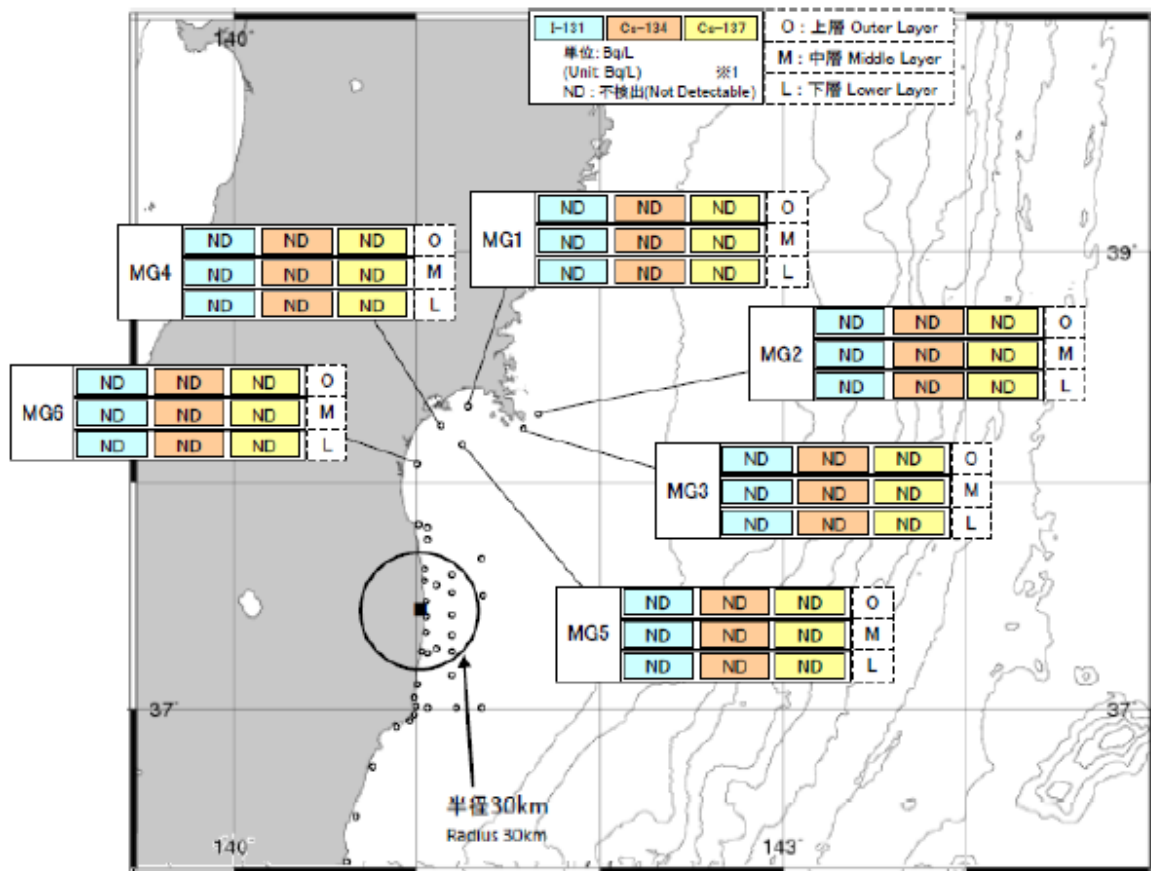 140°
I-131 Cs-134 Cs-137
単位: Bq/L
(Unit: Bq/L) ※1
ND : 不検出(Not Detectable)
O : 上層 Outer Layer
M : 中層 Middle Layer
L : 下層 Lower Layer
MG1
ND ND ND O
ND ND ND M
ND ND ND L
MG4
ND ND ND O
ND ND ND M
ND ND ND L
39°
MG2
ND ND ND O
ND ND ND M
ND ND ND L
MG6
ND ND ND O
ND ND ND M
ND ND ND L
MG3
ND ND ND O
ND ND ND M
ND ND ND L
MG5
ND ND ND O
ND ND ND M
ND ND ND L
37°
37°
半径30km
Radius 30km
140°
143°